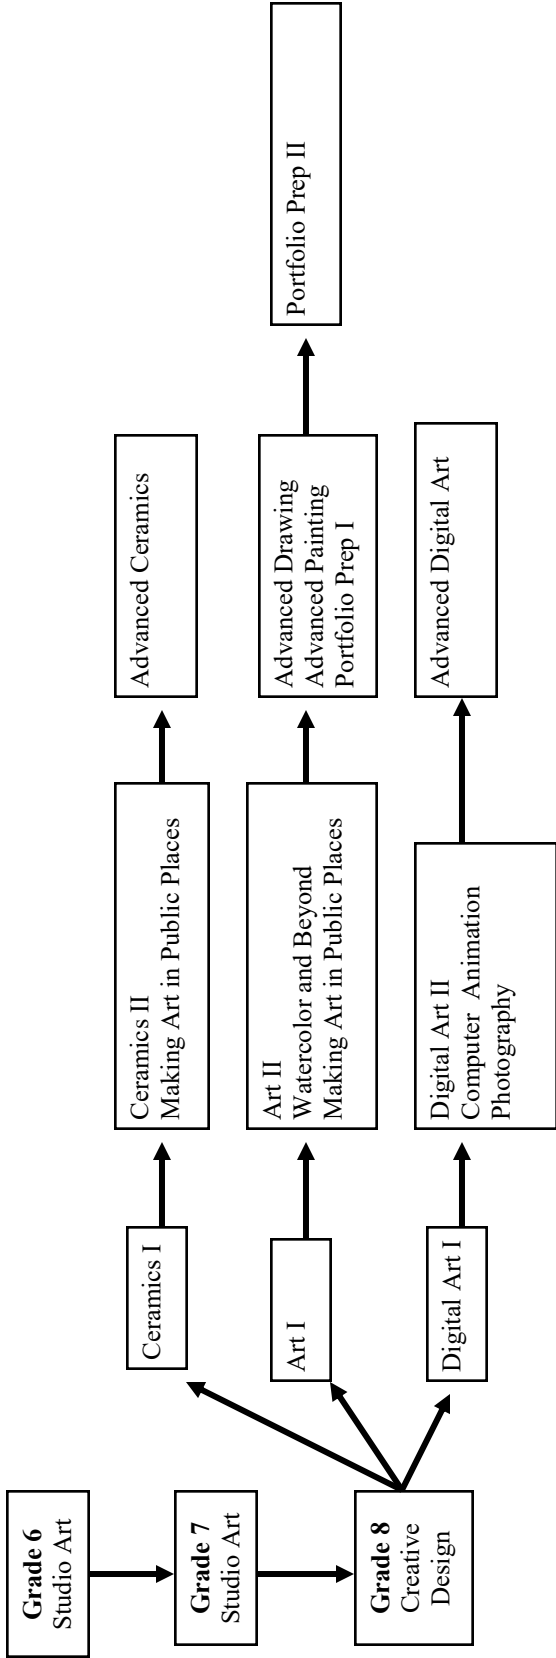 Grade 6
Studio Art
Grade 7
Studio Art
Grade 8
Creative
Design
Ceramics I
Art I
Digital Art I
Ceramics II
Making Art in Public Places
Art II
Watercolor and Beyond
Making Art in Public Places
Digital Art II
Computer Animation
Photography
Advanced Ceramics
Advanced Drawing
Advanced Painting
Portfolio Prep I
Advanced Digital Art
Portfolio Prep II